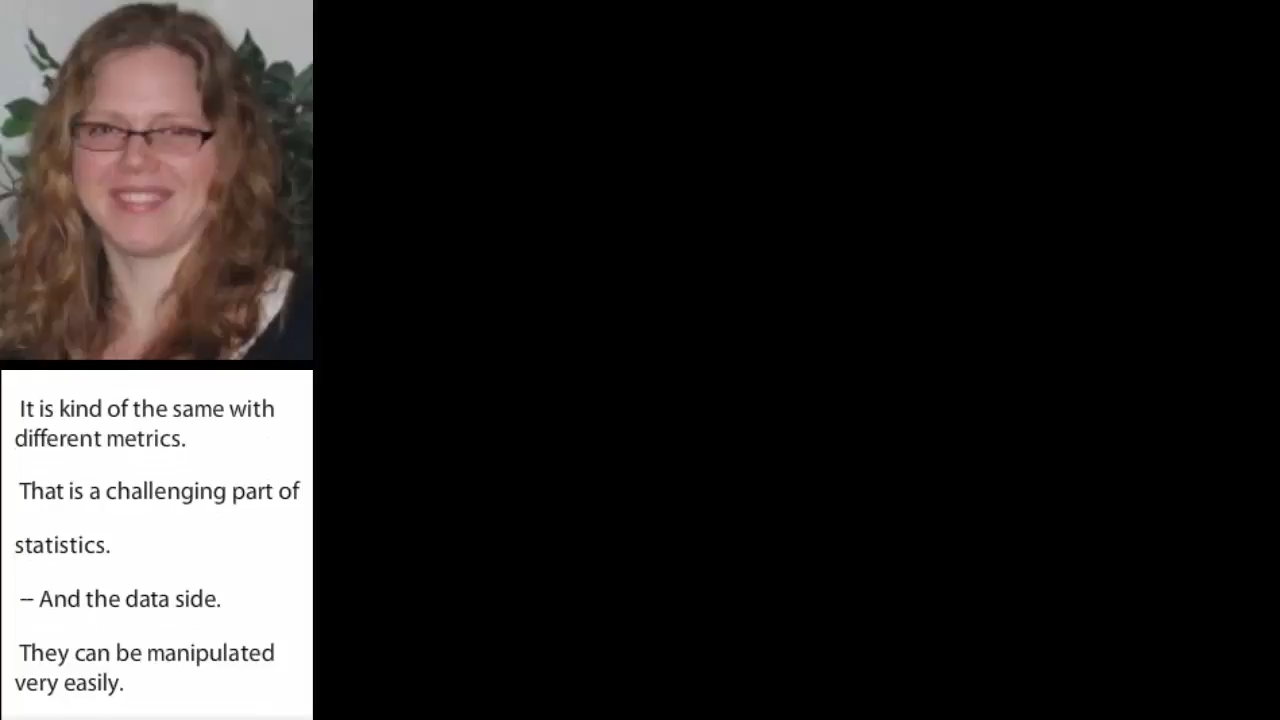 It is kind of the same with
different metrics.
That is a challenging part of
statistics.
-- And the data side.
They can be manipulated
very easily.